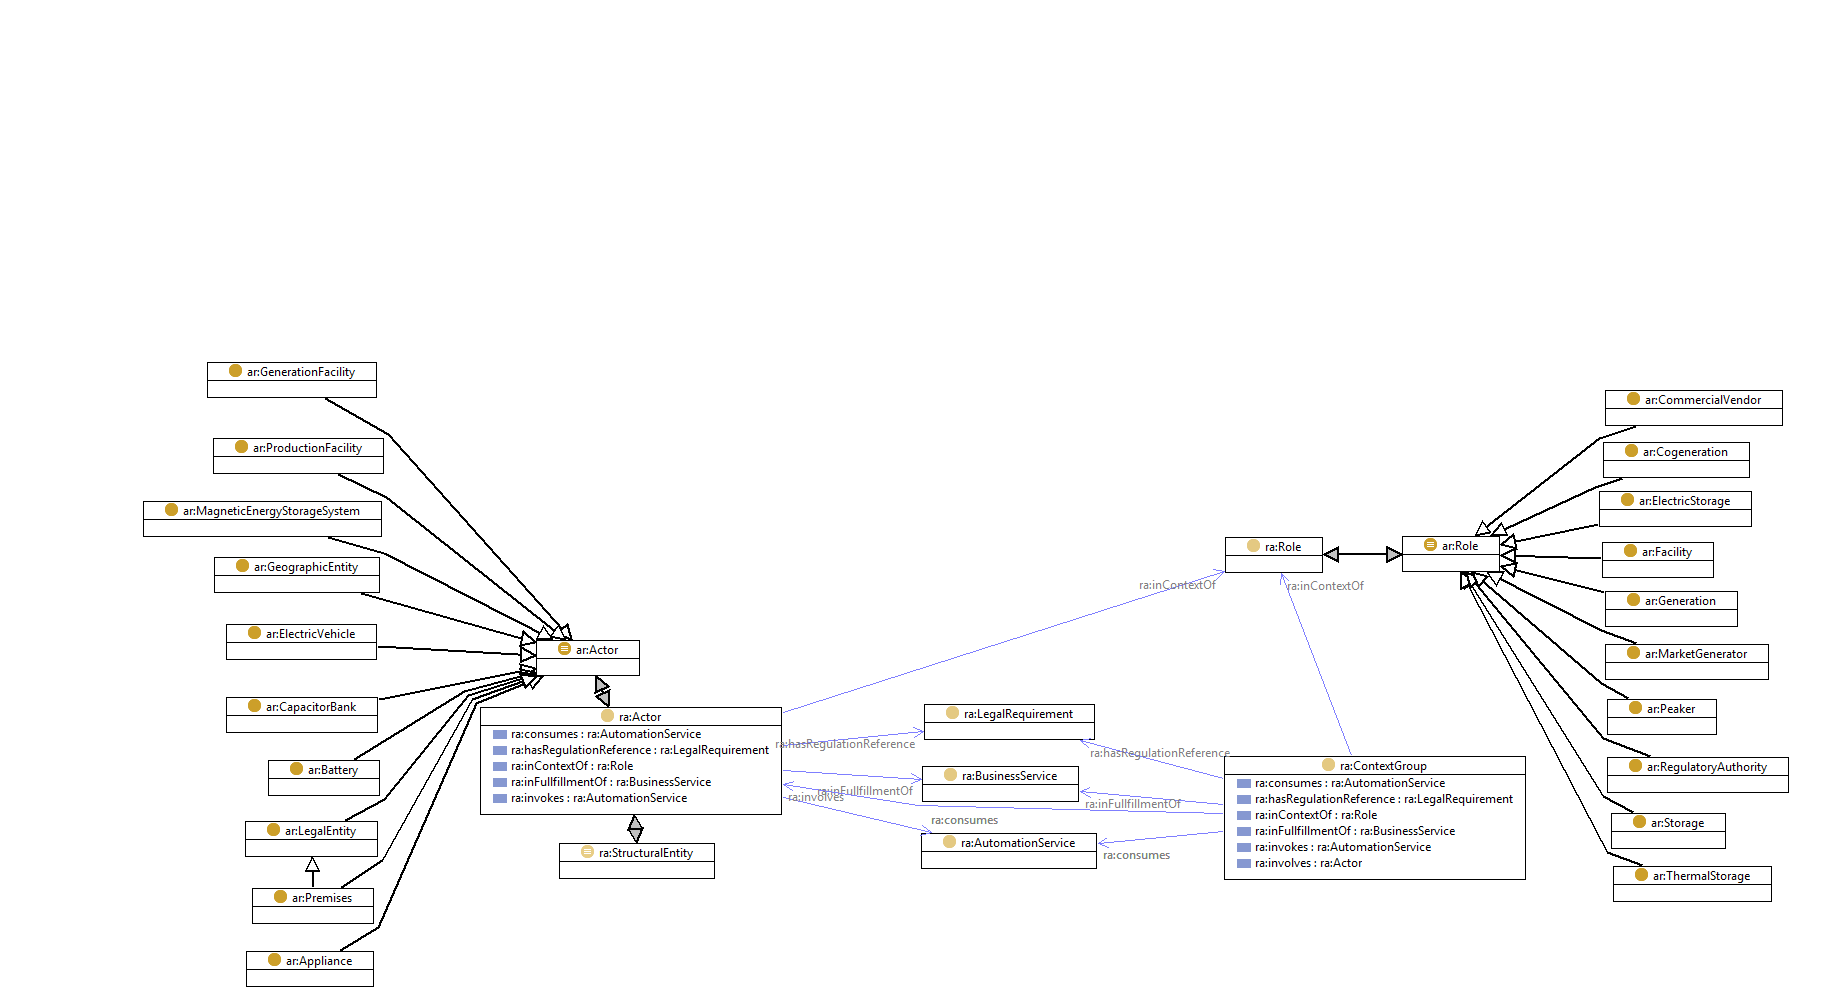 ar:GenerationFacility
ar:ProductionFacility
ar:MagneticEnergyStorageSystem
ar:GeographicEntity
ar:ElectricVehicle
ar:CapacitorBank
ar:Battery
ar:LegalEntity
ar:Premises
ar:Appliance
ar:Actor
ra:Actor
ra:consumes : ra:AutomationService
ra:hasRegulationReference : ra:LegalRequirement
ra:inContextOf : ra:Role
ra:inFullfillmentOf : ra:BusinessService
ra:invokes : ra:AutomationService
ra:StructuralEntity
ra:inContextOf
ra:hasRegulationReference
ra:inFullfillmentOf
ra:involves
ra:consumes
ra:LegalRequirement
ra:BusinessService
ra:AutomationService
ra:inContextOf
ra:hasRegulationReference
ra:inFullfillmentOf
ra:consumes
ra:Role
ar:Role
ra:ContextGroup
ra:consumes : ra:AutomationService
ra:hasRegulationReference : ra:LegalRequirement
ra:inContextOf : ra:Role
ra:inFullfillmentOf : ra:BusinessService
ra:invokes : ra:AutomationService
ra:involves : ra:Actor
ar:CommercialVendor
ar:Cogeneration
ar:ElectricStorage
ar:Facility
ar:Generation
ar:MarketGenerator
ar:Peaker
ar:RegulatoryAuthority
ar:Storage
ar:ThermalStorage